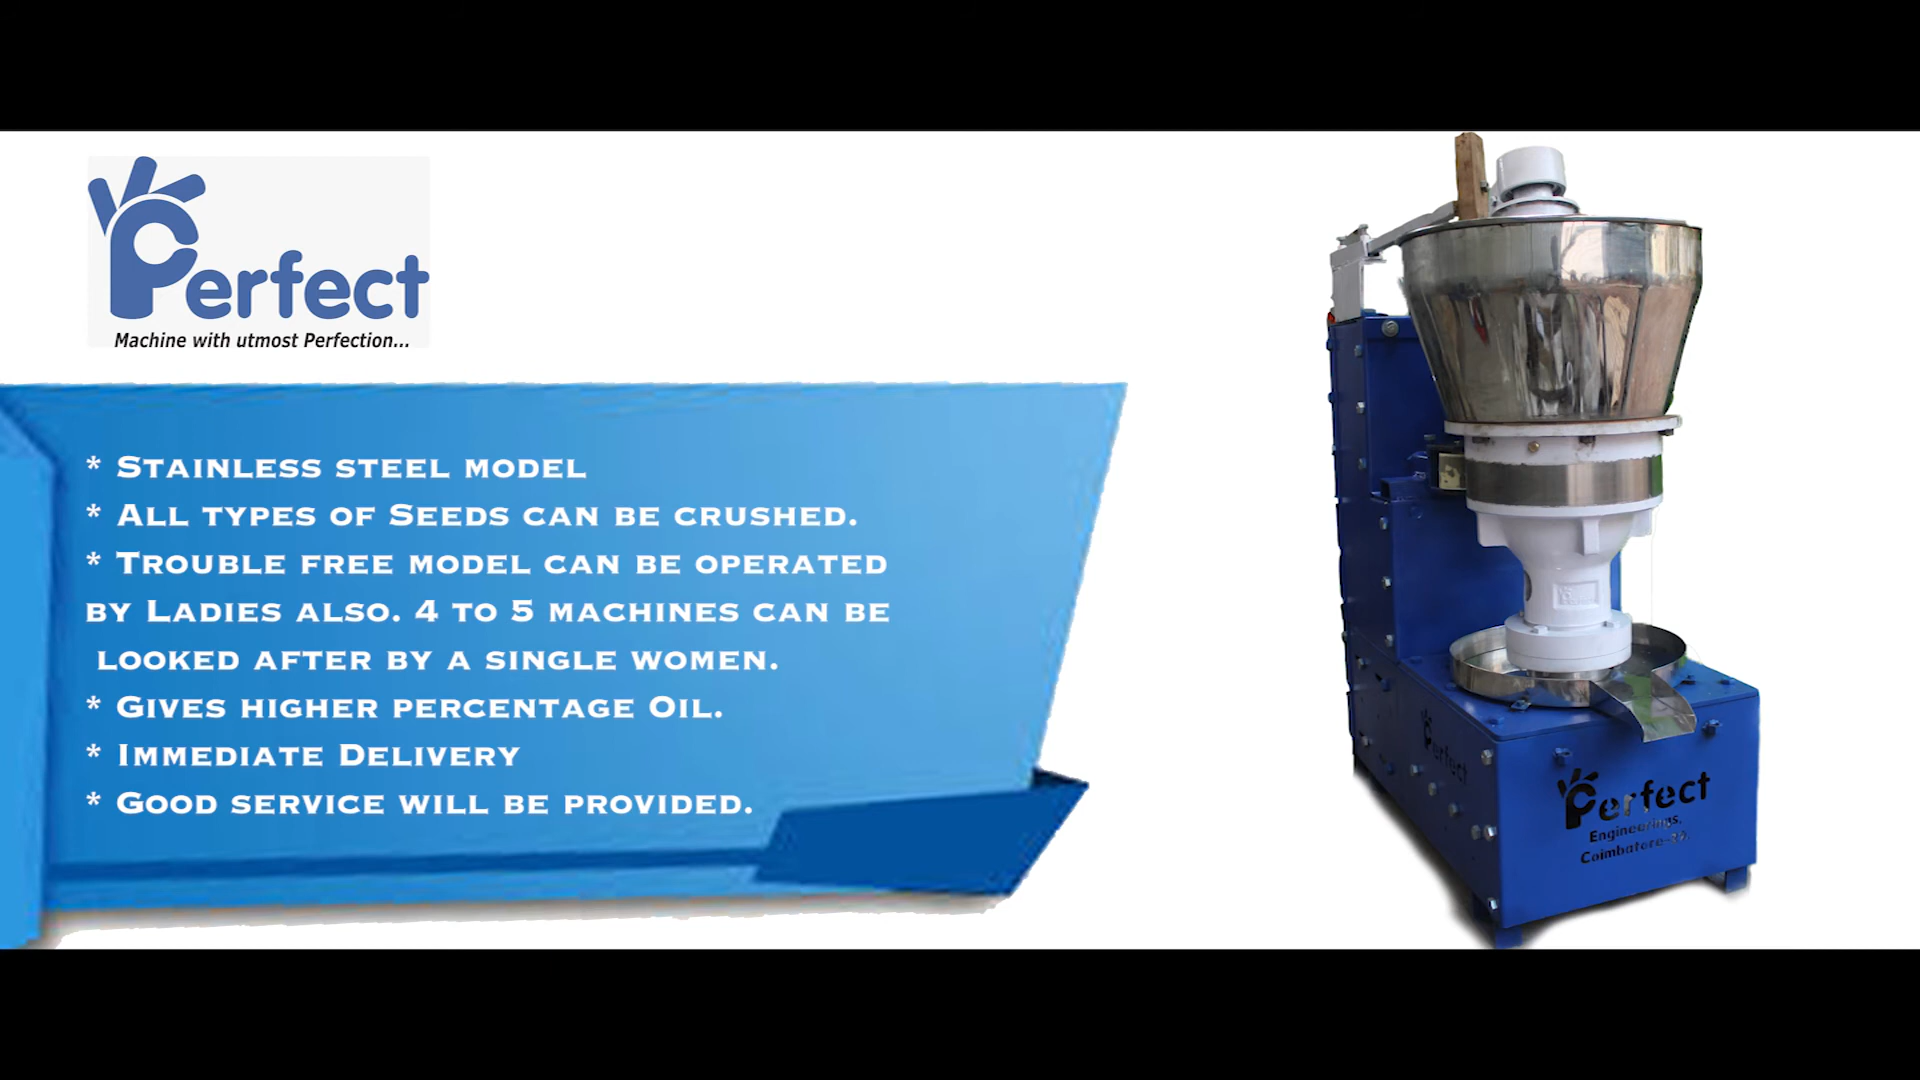 Perfect
Machine with utmost Perfection...
* Stainless steel model
* All types of Seeds can be crushed.
* Trouble free model can be operated
by Ladies also. 4 to 5 machines can be
looked after by a single women.
* Gives higher percentage Oil.
* Immediate Delivery
* Good service will be provided.
Perfect
Perfect
Engineerings,
Coimbatore